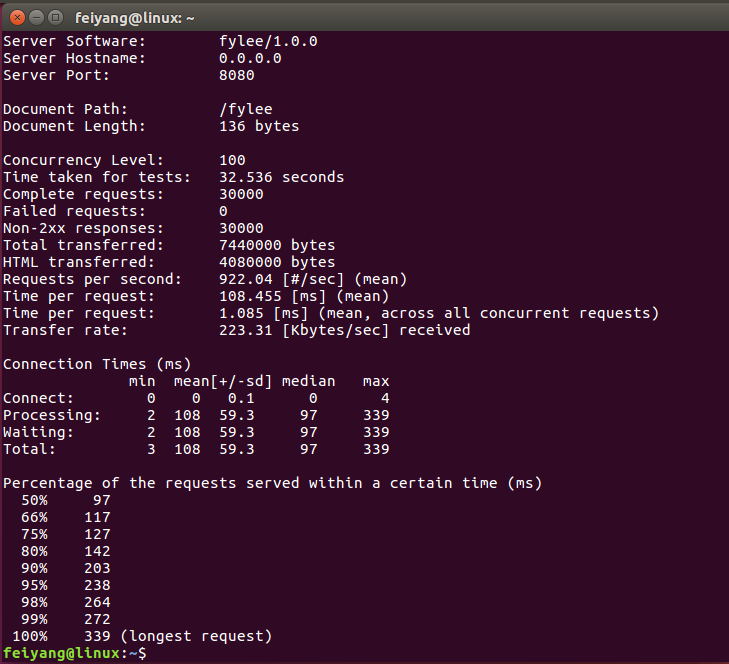 feiyang@linux: ~
Server Software:        fylee/1.0.0
Server Hostname:        0.0.0.0
Server Port:            8080
Document Path:          /fylee
Document Length:        136 bytes
Concurrency Level:      100
Time taken for tests:   32.536 seconds
Complete requests:      30000
Failed requests:        0
Non-2xx responses:      30000
Total transferred:      7440000 bytes
HTML transferred:       4080000 bytes
Requests per second:    922.04 [#/sec] (mean)
Time per request:       108.455 [ms] (mean)
Time per request:       1.085 [ms] (mean, across all concurrent requests)
Transfer rate:          223.31 [Kbytes/sec] received
Connection Times (ms)
              min  mean[+/-sd] median   max
Connect:        0    0   0.1      0       4
Processing:     2  108  59.3     97     339
Waiting:        2  108  59.3     97     339
Total:          3  108  59.3     97     339
Percentage of the requests served within a certain time (ms)
  50%     97
  66%    117
  75%    127
  80%    142
  90%    203
  95%    238
  98%    264
  99%    272
 100%    339 (longest request)
feiyang@linux:~$